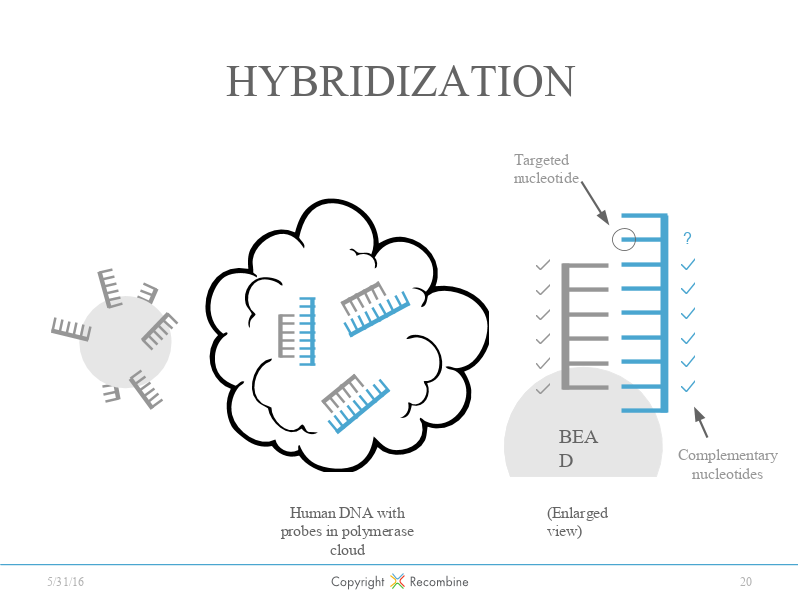 HYBRIDIZATION
Targeted
nucleotide
?
BEA
D
Complementary
nucleotides
Human DNA with
probes in polymerase
cloud
(Enlarged
view)
5/31/16
Copyright Recombine
20